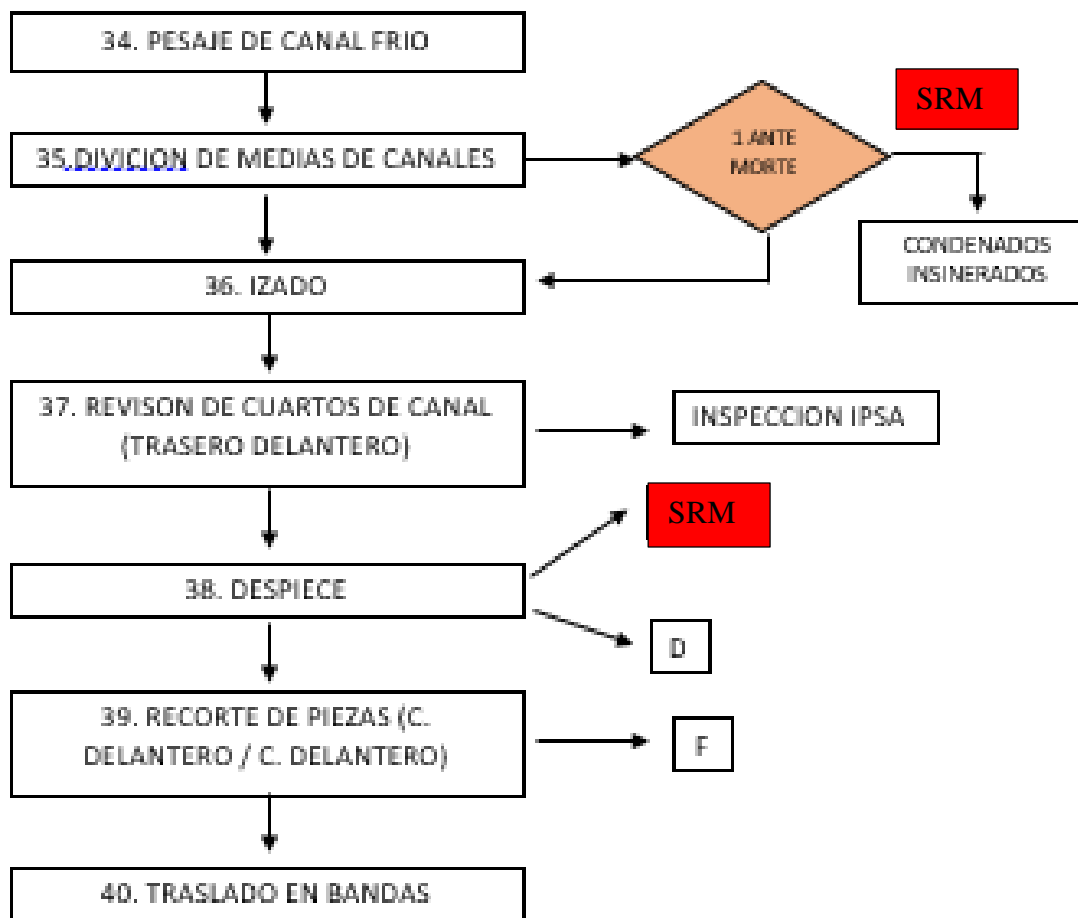 34. PESAJE DE CANAL FRIO
35.DIVICION DE MEDIAS DE CANALES
1 ANTE
MORTE
SRM
CONDENADOS
INSINERADOS
36. IZADO
37. REVISON DE CUARTOS DE CANAL
(TRASERO DELANTERO)
INSPECCION IPSA
SRM
38. DESPIECE
D
39. RECORTE DE PIEZAS (C.
DELANTERO / C. DELANTERO)
F
40. TRASLADO EN BANDAS